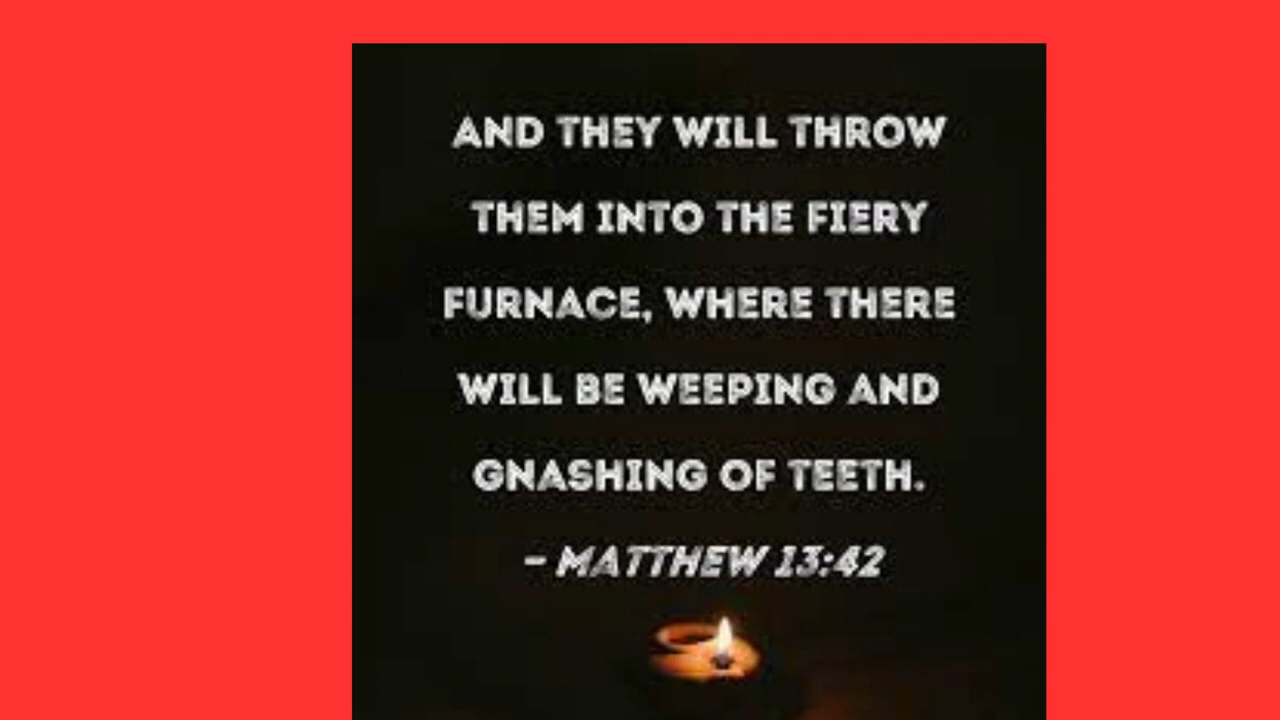 AND THEY WILL THROW
THEM INTO THE FIERY
FURNACE, WHERE THERE
WILL BE WEEPING AND
GNASHING OF TEETH.
– MATTHEW 13:42